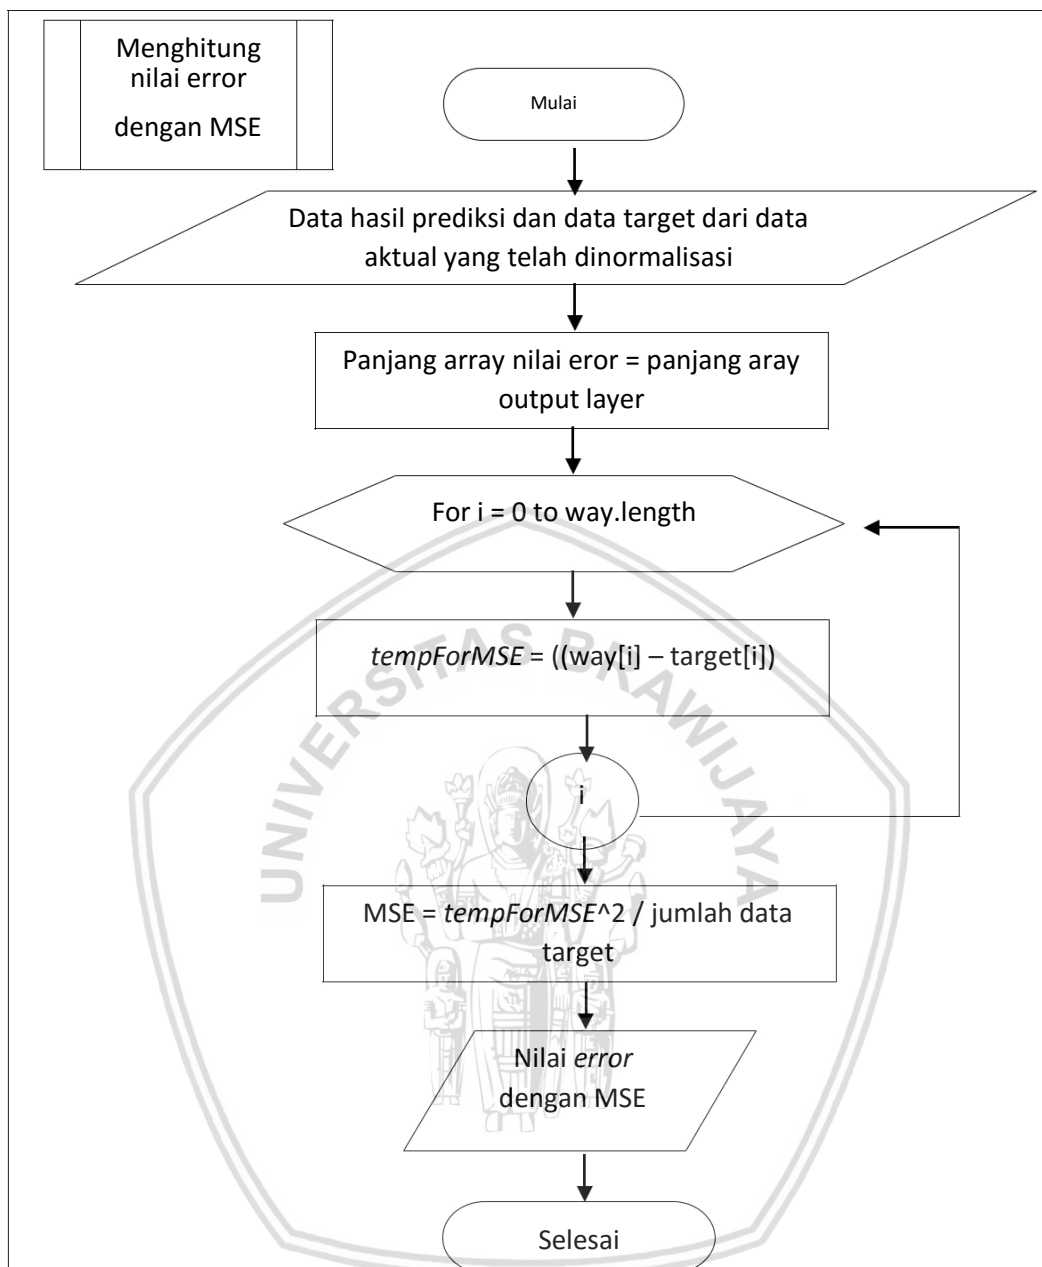 Menghitung
nilai error
dengan MSE
Mulai
Data hasil prediksi dan data target dari data
aktual yang telah dinormalisasi
Panjang array nilai eror = panjang aray
output layer
For i = 0 to way.length
tempForMSE = ((way[i] – target[i])
i
MSE = tempForMSE^2 / jumlah data
target
Nilai error
dengan MSE
Selesai
UNIVERSITAS BRAWIJAYA